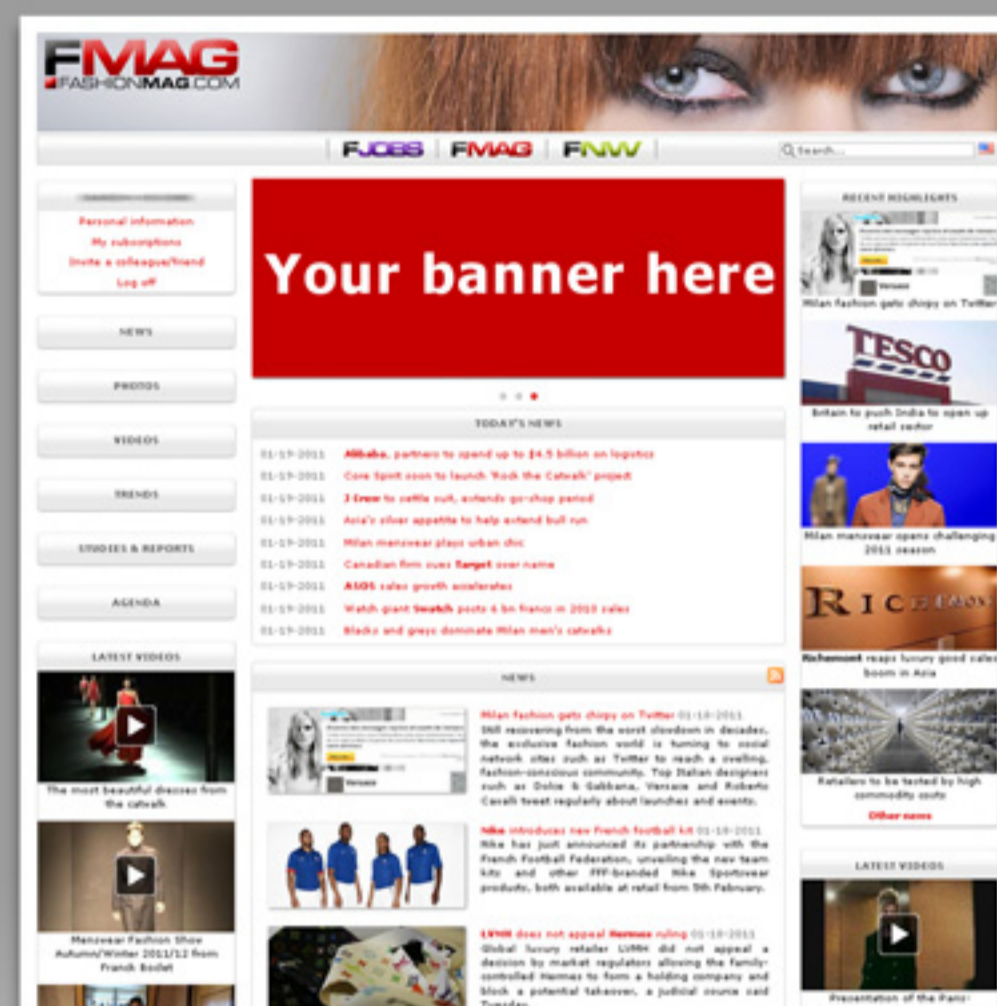 FMAG
FASHIONMAG.COM
FJOBS
FMAG
FNW
Search...
Personal information
My subscriptions
Invite a colleague/friend
Log off
NEWS
PHOTOS
VIDEOS
TRENDS
STUDIES & REPORTS
AGENDA
LATEST VIDEOS
The most beautiful dresses from
the catwalk
Menswear Fashion Show
Autumn/Winter 2011/12 from
Franck Boclet
Your banner here
TODAY'S NEWS
01-19-2011 Alibaba, partners to spend up to $4.5 billion on logistics
01-19-2011 Core Spirit soon to launch 'Rock the Catwalk' project
01-19-2011 J Crew to settle suit, extends go-shop period
01-19-2011 Asia's silver appetite to help extend bull run
01-19-2011 Milan menswear plays urban chic
01-19-2011 Canadian firm sues Target over name
01-19-2011 ASOS sales growth accelerates
01-19-2011 Watch giant Swatch posts 6 bn francs in 2010 sales
01-19-2011 Blacks and greys dominate Milan men's catwalks
NEWS
Versace
Milan fashion gets chirpy on Twitter 01-18-2011
Still recovering from the worst slowdown in decades,
the exclusive fashion world is turning to social
network sites such as Twitter to reach a swelling,
fashion-conscious community. Top Italian designers
such as Dolce & Gabbana, Versace and Roberto
Cavalli tweet regularly about launches and events.
Nike introduces new French football kit 01-18-2011
Nike has just announced its partnership with the
French Football Federation, unveiling the new team
kits and other FFF-branded Nike Sportswear
products, both available at retail from 5th February.
LVMH does not appeal Hermes ruling 01-18-2011
Global luxury retailer LVMH did not appeal a
decision by market regulators allowing the family-
controlled Hermes to form a holding company and
block a potential takeover, a judicial source said
Tuesday.
RECENT HIGHLIGHTS
Versace
Milan fashion gets chirpy on Twitter
TESCO
Britain to push India to open up
retail sector
Milan menswear opens challenging
2011 season
RICHEMONT
Richemont reaps luxury good sales
boom in Asia
Retailers to be tested by high
commodity costs
Other news
LATEST VIDEOS
Presentation of the Paris-